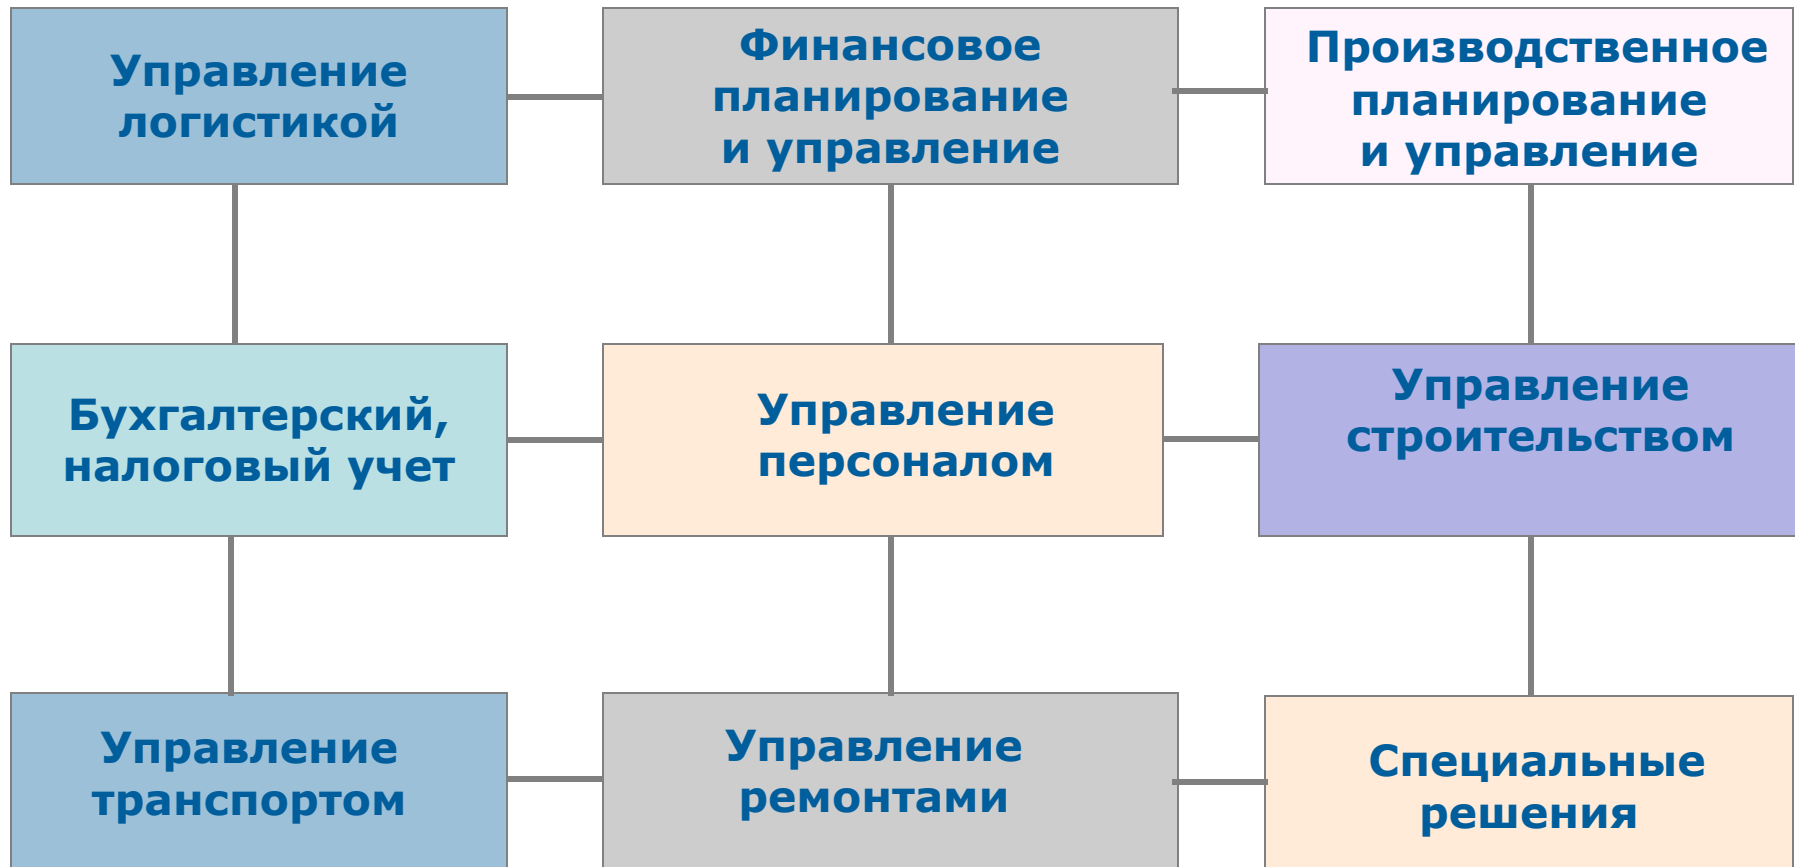 Управление
логистикой
Финансовое
планирование
и управление
Производственное
планирование
и управление
Бухгалтерский,
налоговый учет
Управление
персоналом
Управление
строительством
Управление
транспортом
Управление
ремонтами
Специальные
решения